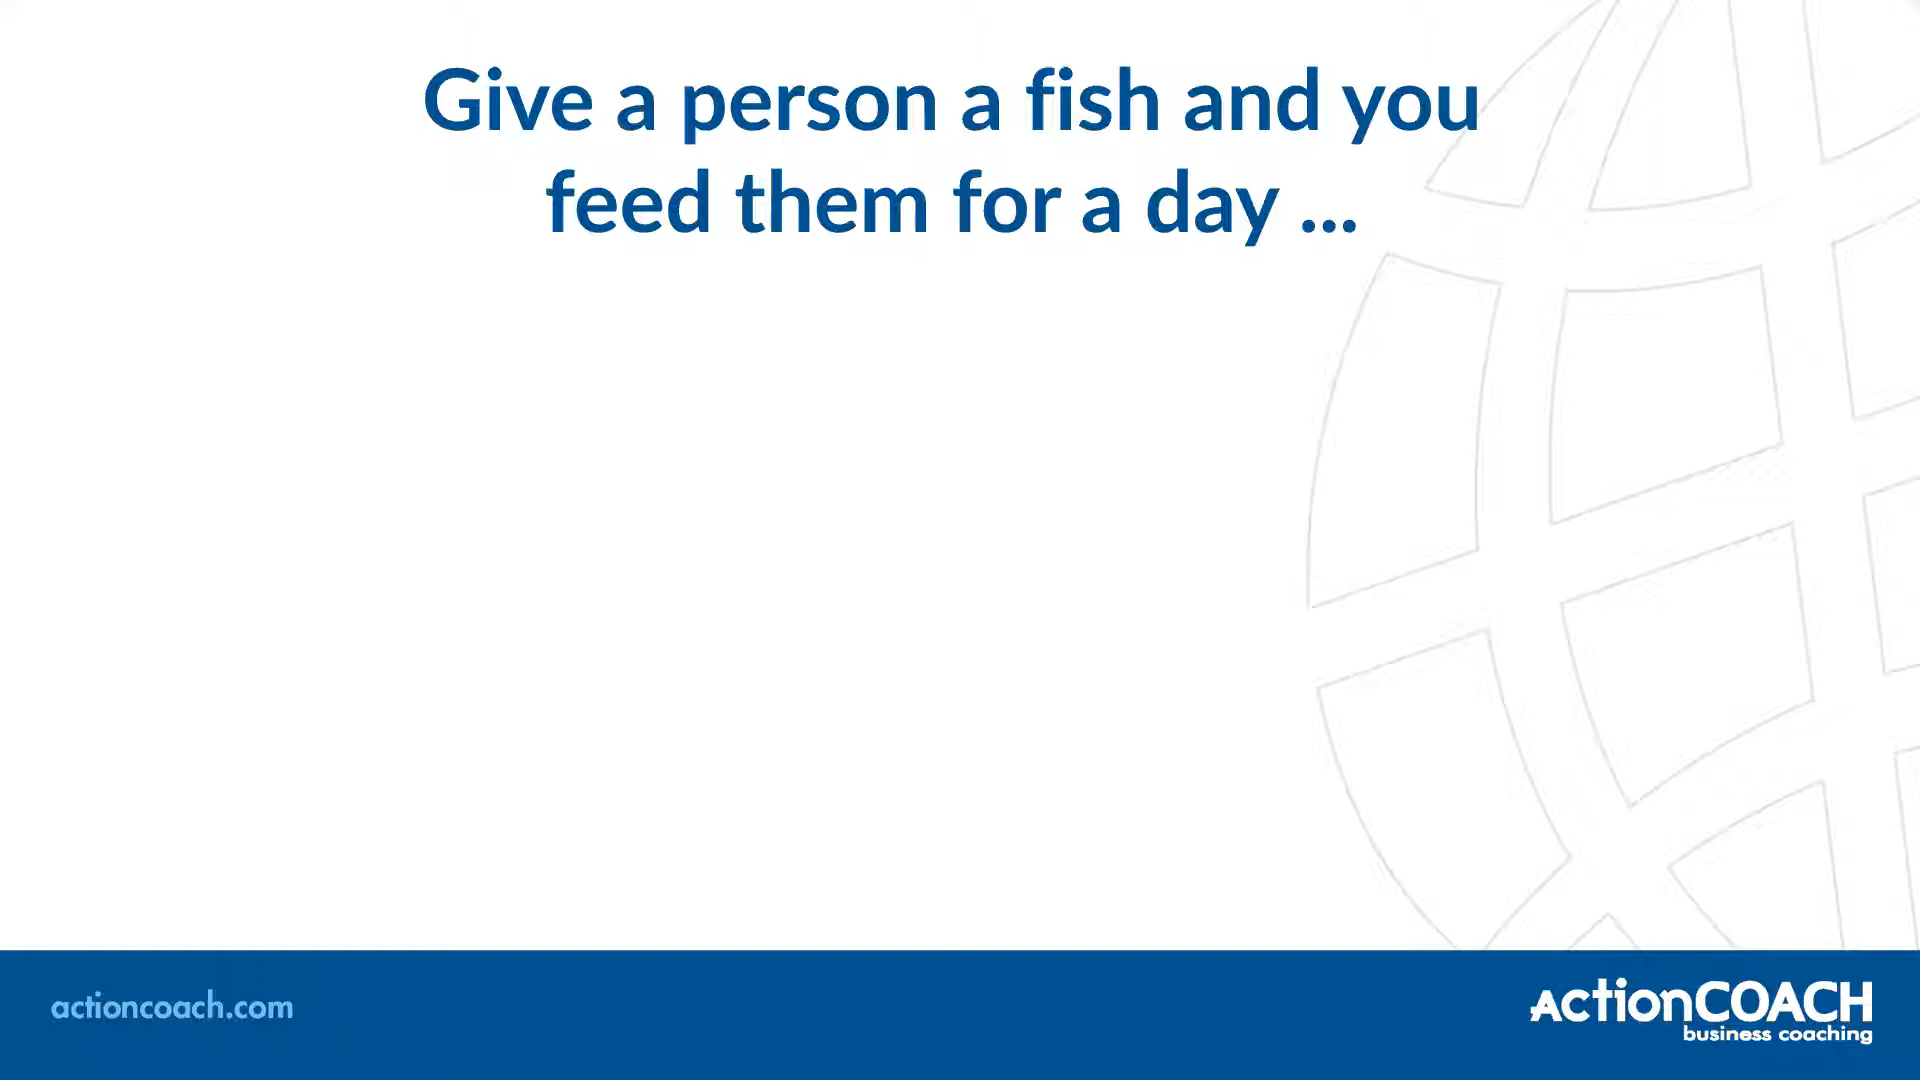 Give a person a fish and you
feed them for a day ...
actioncoach.com
ActionCOACH
business coaching